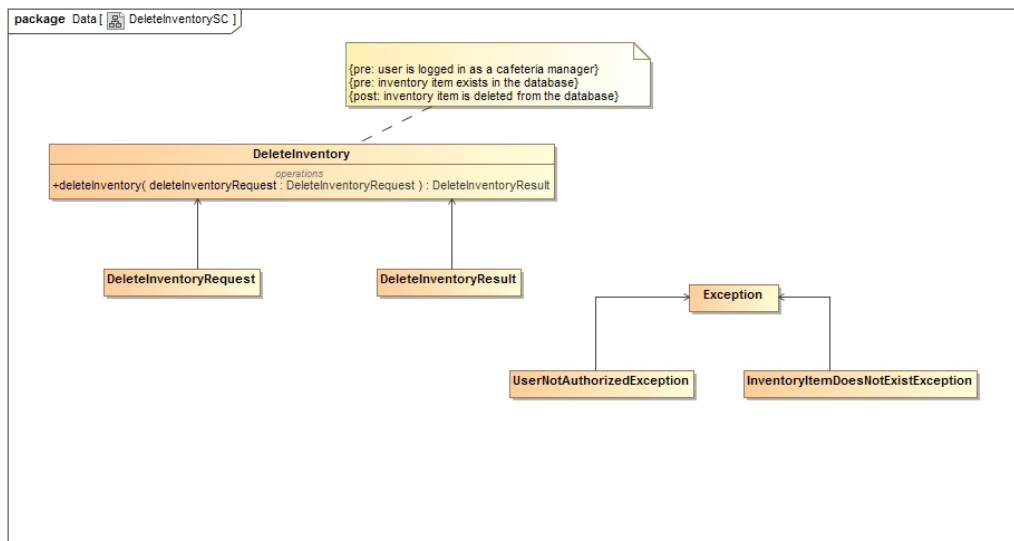 package Data [ DeleteInventorySC ]
{pre: user is logged in as a cafeteria manager}
{pre: inventory item exists in the database}
{post: inventory item is deleted from the database}
DeleteInventory
operations
+deleteInventory( deleteInventoryRequest : DeleteInventoryRequest ) : DeleteInventoryResult
DeleteInventoryRequest
DeleteInventoryResult
Exception
UserNotAuthorizedException
InventoryItemDoesNotExistException